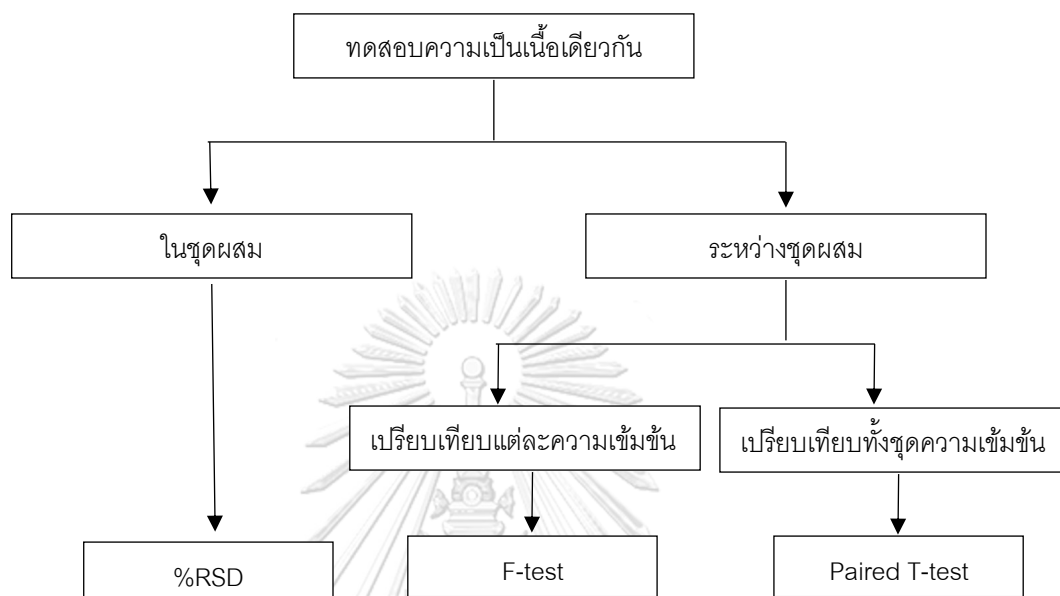 ทดสอบความเป็นเนื้อเดียวกัน
ในชุดผสม
ระหว่างชุดผสม
เปรียบเทียบแต่ละความเข้มข้น
เปรียบเทียบทั้งชุดความเข้มข้น
%RSD
F-test
Paired T-test